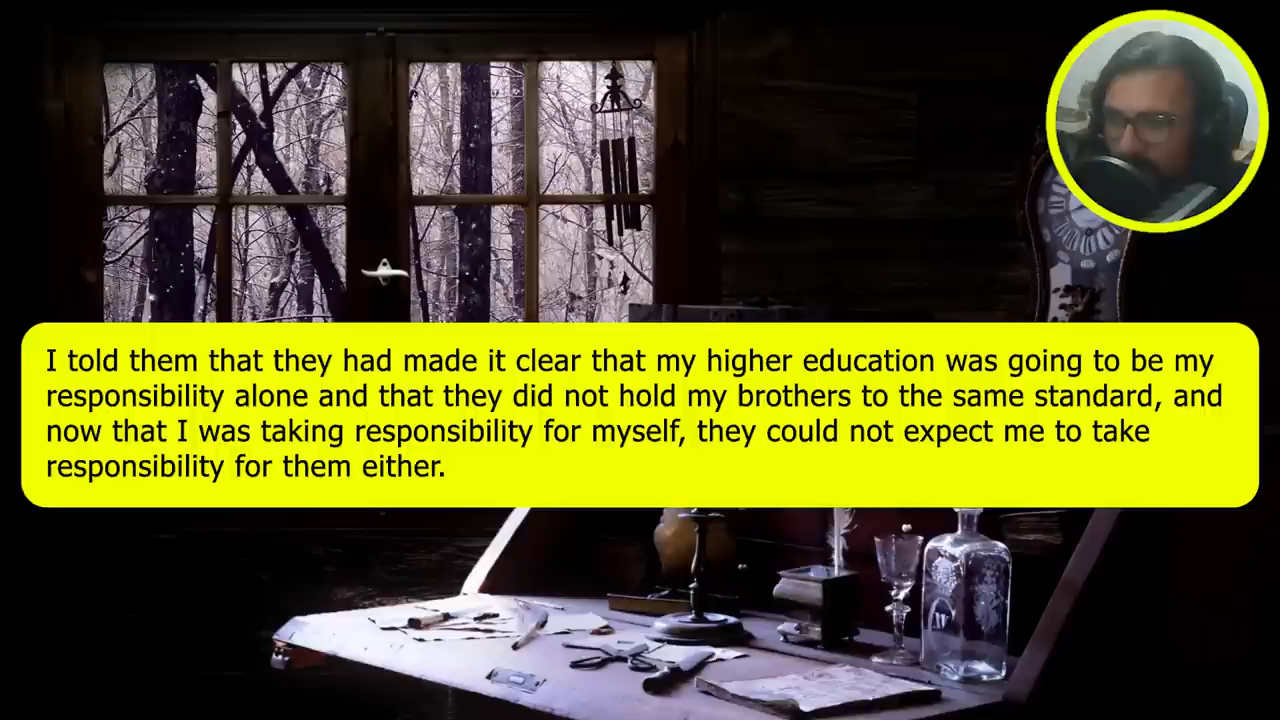 I told them that they had made it clear that my higher education was going to be my
responsibility alone and that they did not hold my brothers to the same standard, and
now that I was taking responsibility for myself, they could not expect me to take
responsibility for them either.